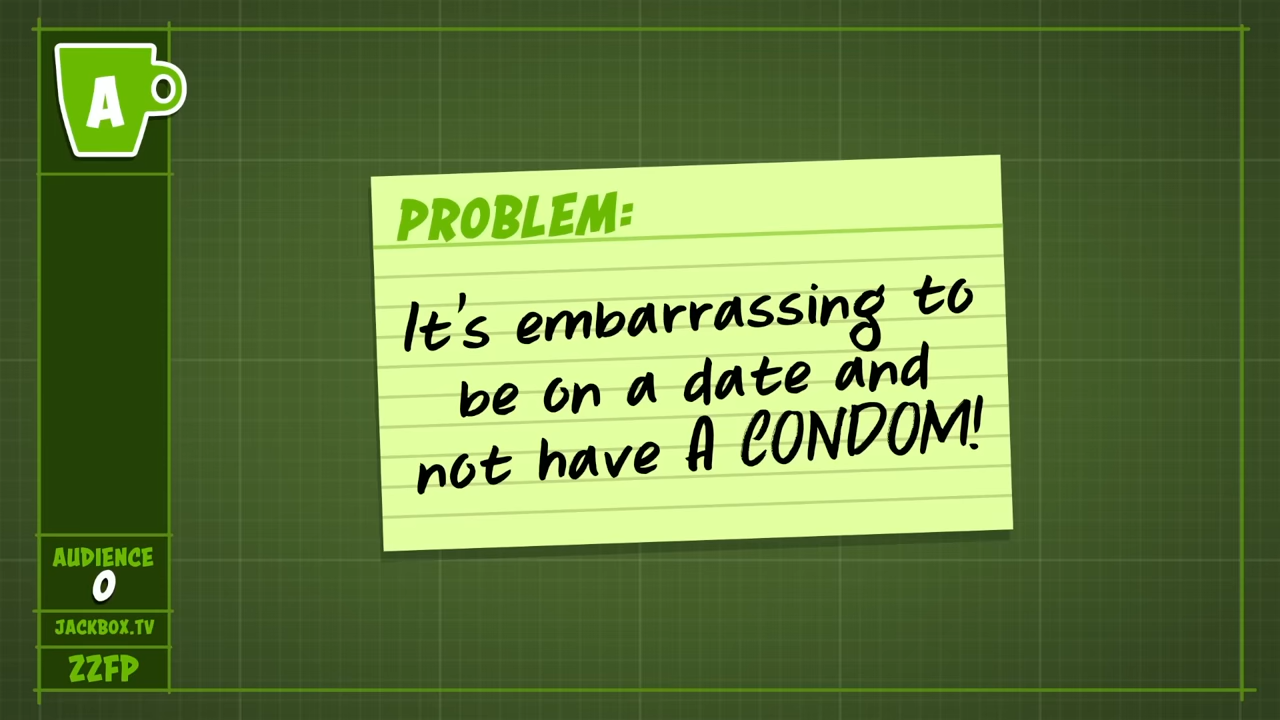 A
PROBLEM:
It's embarrassing to
be on a date and
not have A CONDOM!
AUDIENCE
0
JACKBOX.TV
ZZFP